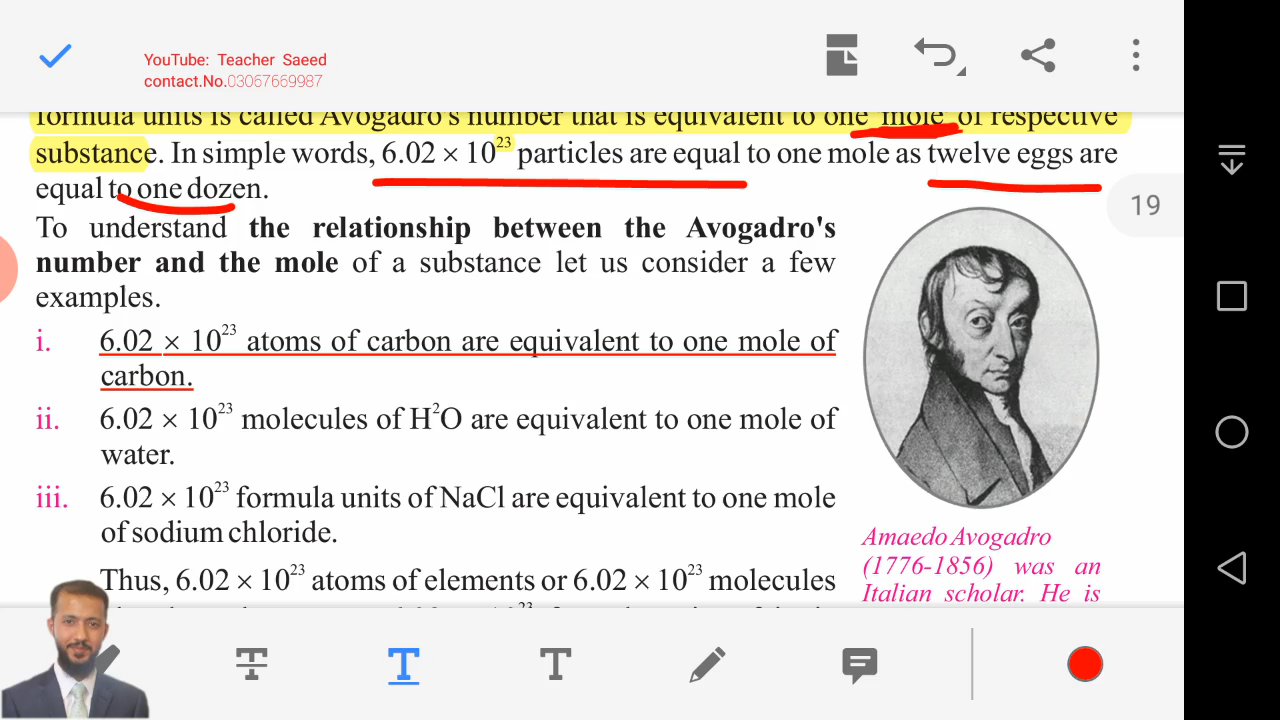 YouTube: Teacher Saeed
contact.No.03067669987
formula units is called Avogadro's number that is equivalent to one 'mole' of respective
substance. In simple words, 6.02 × 10²³ particles are equal to one mole as twelve eggs are
equal to one dozen.
19
To understand the relationship between the Avogadro's
number and the mole of a substance let us consider a few
examples.
i. 6.02 × 10²³ atoms of carbon are equivalent to one mole of
carbon.
ii. 6.02 × 10²³ molecules of H²O are equivalent to one mole of
water.
iii. 6.02 × 10²³ formula units of NaCl are equivalent to one mole
of sodium chloride.
Thus, 6.02 × 10²³ atoms of elements or 6.02 × 10²³ molecules
Amaedo Avogadro
(1776-1856) was an
Italian scholar. He is